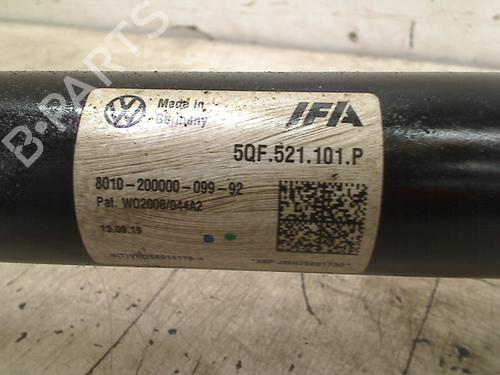 B-PARTS
Made in
Germany
IFA
5QF.521.101.P
8010-200000-099-92
Pat. WO2008/044A2
13.09.19